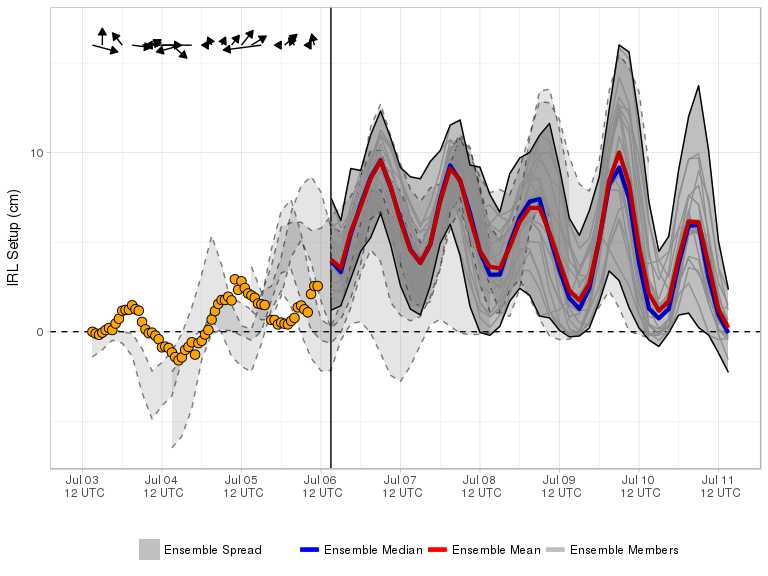 IRL Setup (cm)
10
0
Jul 03 Jul 04 Jul 05 Jul 06 Jul 07 Jul 08 Jul 09 Jul 10 Jul 11
12 UTC 12 UTC 12 UTC 12 UTC 12 UTC 12 UTC 12 UTC 12 UTC 12 UTC
Ensemble Spread Ensemble Median Ensemble Mean Ensemble Members